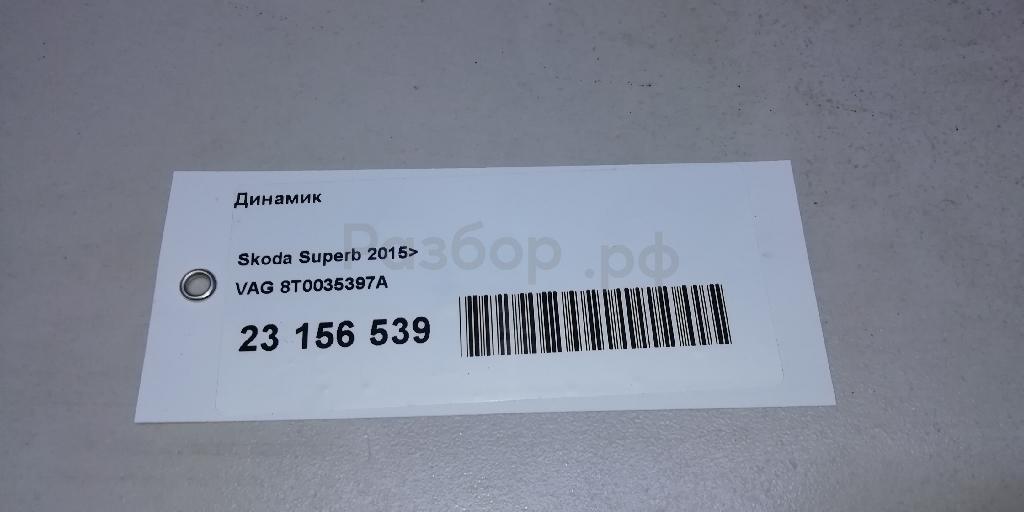 Динамик
Разбор.рф
Skoda Superb 2015>
VAG 8T0035397A
23 156 539